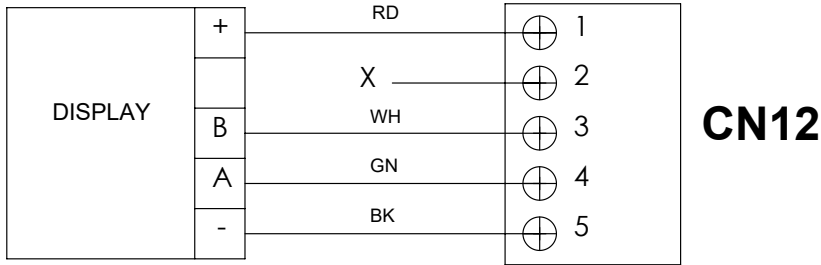 RD
+ 1
X 2
DISPLAY
WH
B 3
CN12
GN
A 4
BK
- 5